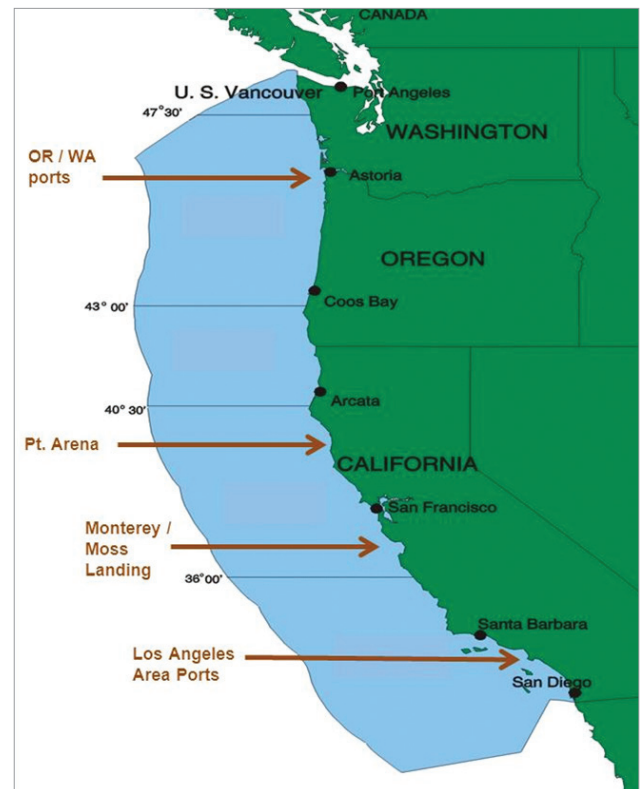 CANADA
U. S. Vancouver
Port Angeles
47°30'
WASHINGTON
OR / WA
ports
Astoria
OREGON
43° 00'
Coos Bay
40° 30'
Arcata
Pt. Arena
CALIFORNIA
San Francisco
Monterey /
Moss
Landing
36°00'
Santa Barbara
Los Angeles
Area Ports
San Diego